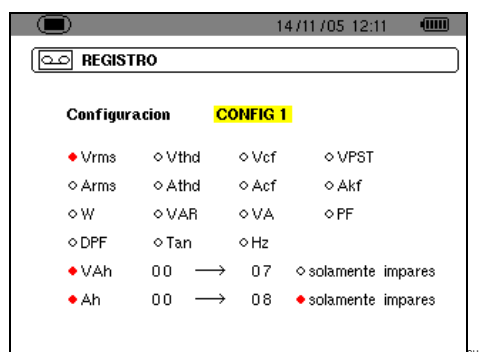 14/11/05 12:11
REGISTRO
Configuracion CONFIG 1
Vrms Vthd Vcf VPST
Arms Athd Acf Akf
W VAR VA PF
DPF Tan Hz
VAh 00 → 07 solamente impares
Ah 00 → 08 solamente impares